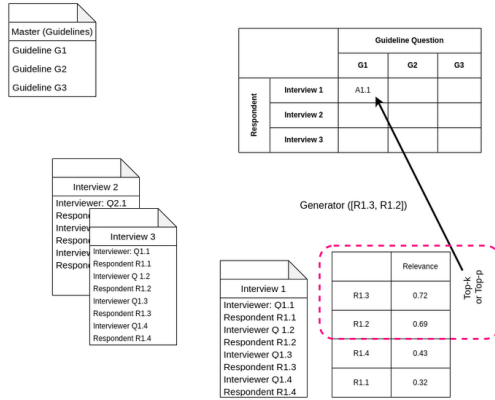 Master (Guidelines)
Guideline G1
Guideline G2
Guideline G3
Guideline Question
G1 G2 G3
Respondent
Interview 1 A1.1
Interview 2
Interview 3
Interview 2
Interviewer: Q2.1
Respon
Interview
Respon
Interview
Respon
Interview 3
Interviewer: Q1.1
Respondent R1.1
Interviewer Q 1.2
Respondent R1.2
Interviewer Q1.3
Respondent R1.3
Interviewer Q1.4
Respondent R1.4
Generator ([R1.3, R1.2])
Interview 1
Interviewer: Q1.1
Respondent R1.1
Interviewer Q 1.2
Respondent R1.2
Interviewer Q1.3
Respondent R1.3
Interviewer Q1.4
Respondent R1.4
Relevance
R1.3 0.72
R1.2 0.69
R1.4 0.43
R1.1 0.32
Top-k
or Top-p